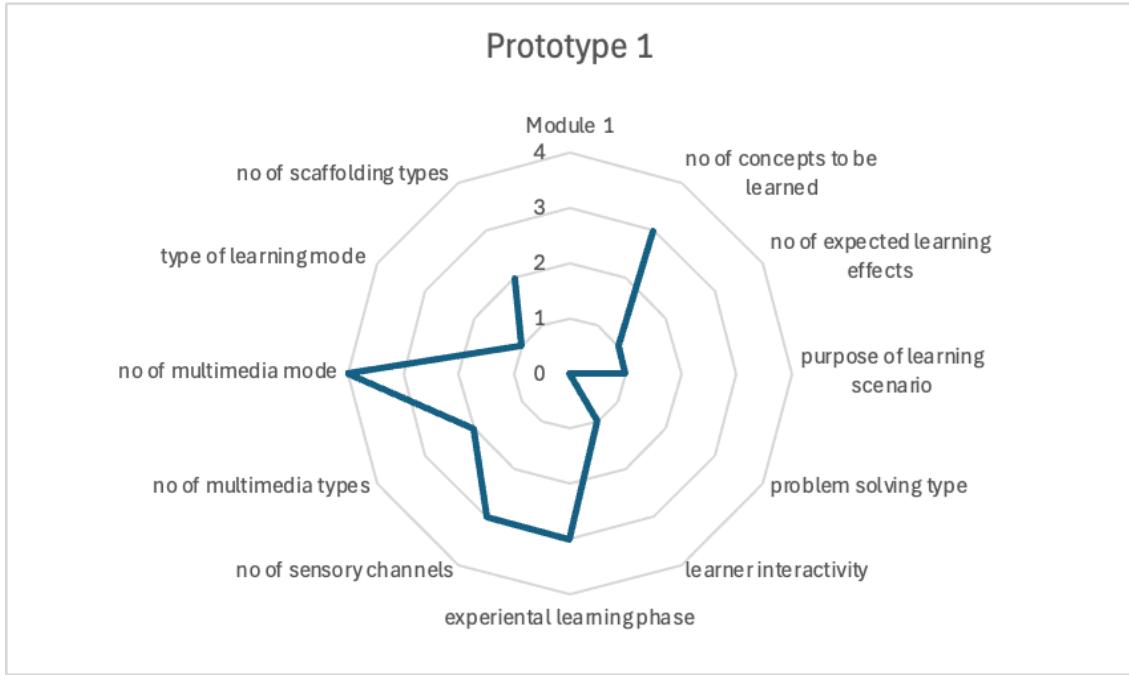 Prototype 1
Module 1
4
3
2
1
0
no of concepts to be
learned
no of expected learning
effects
purpose of learning
scenario
problem solving type
learner interactivity
experiental learning phase
no of sensory channels
no of multimedia types
no of multimedia mode
type of learning mode
no of scaffolding types